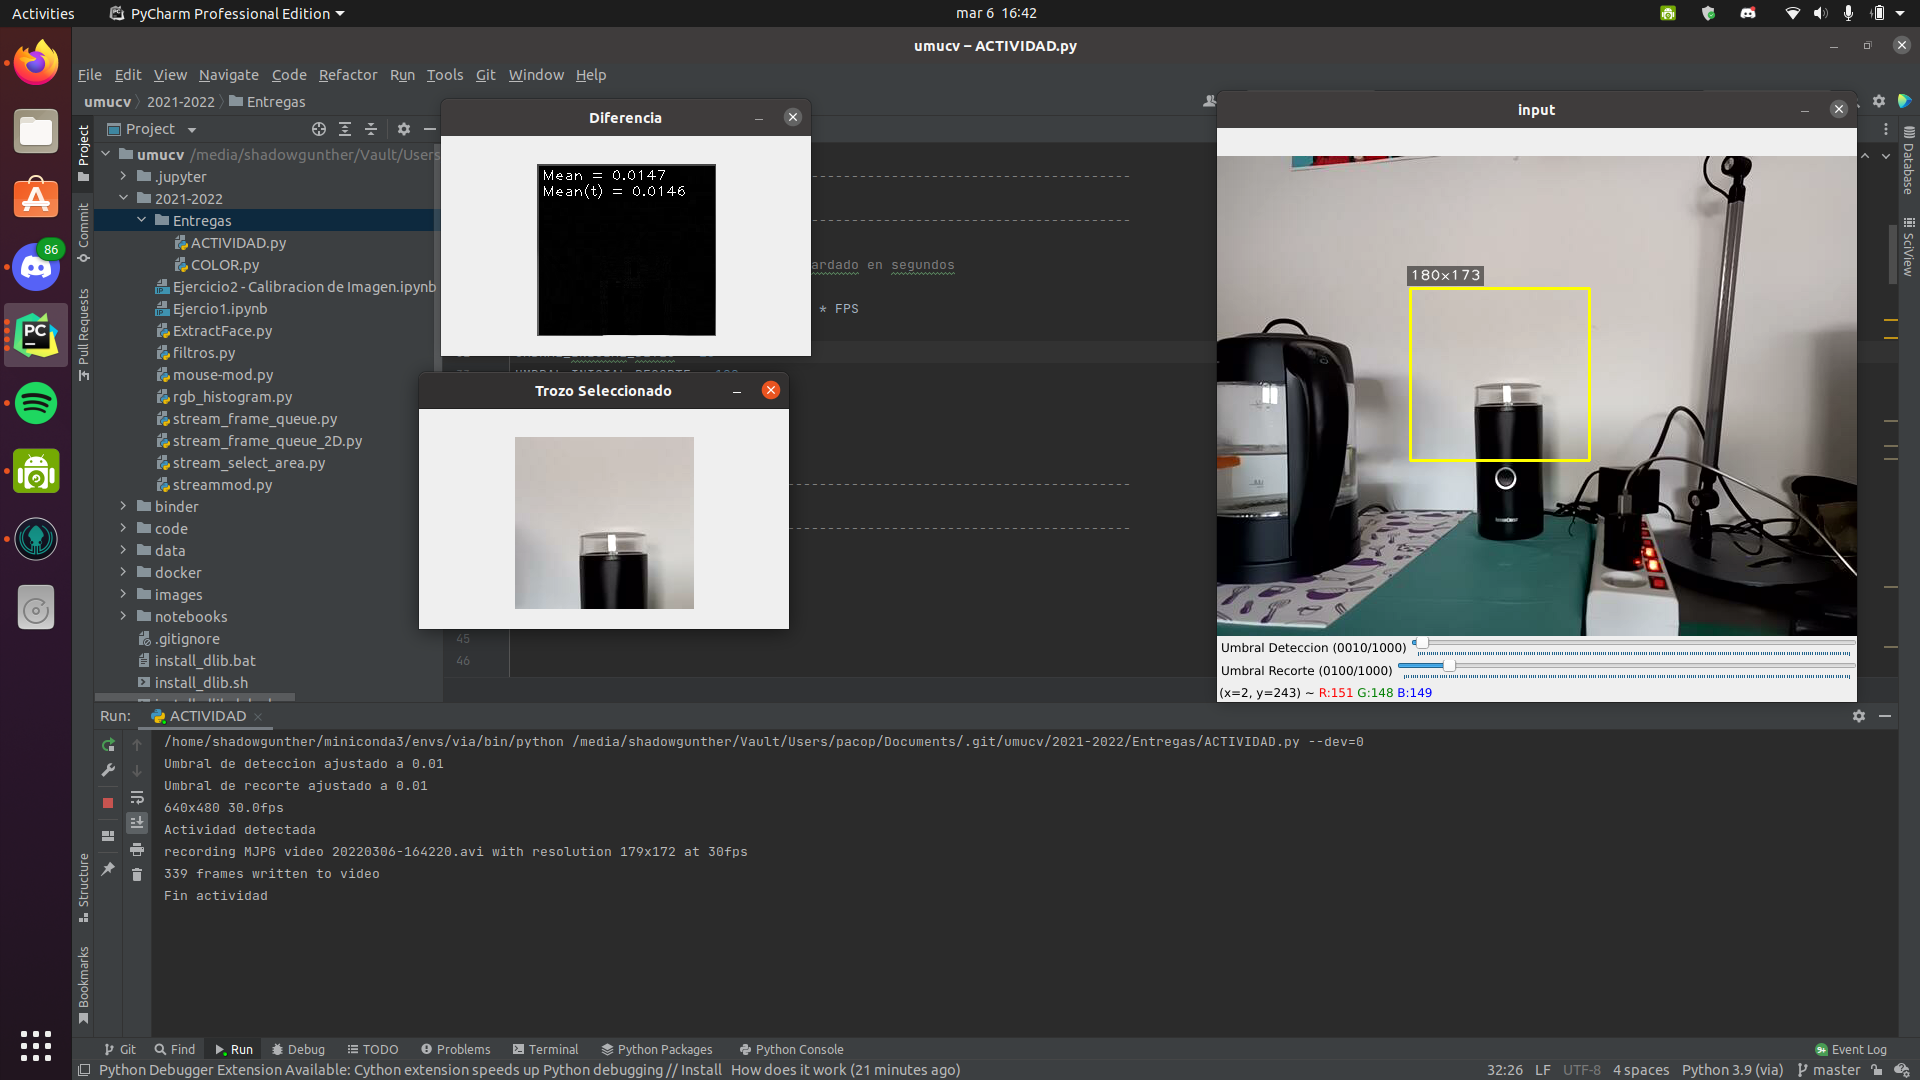 Activities
PyCharm Professional Edition
mar 6 16:42
umucv – ACTIVIDAD.py
File Edit View Navigate Code Refactor Run Tools Git Window Help
umucv 2021-2022 Entregas
Project
Project
umucv /media/shadowgunther/Vault/Users
.jupyter
2021-2022
Entregas
ACTIVIDAD.py
COLOR.py
Ejercicio2 - Calibracion de Imagen.ipynb
Ejercio1.ipynb
ExtractFace.py
filtros.py
mouse-mod.py
rgb_histogram.py
stream_frame_queue.py
stream_frame_queue_2D.py
stream_select_area.py
streammod.py
binder
code
data
docker
images
notebooks
.gitignore
install_dlib.bat
install_dlib.sh
Commit
Pull Requests
Structure
Bookmarks
86
PC
Diferencia
Mean = 0.0147
Mean(t) = 0.0146
ardado en segundos
* FPS
Trozo Seleccionado
45
46
input
180x173
Umbral Deteccion (0010/1000)
Umbral Recorte (0100/1000)
(x=2, y=243) ~ R:151 G:148 B:149
Database
SciView
Run: ACTIVIDAD
/home/shadowgunther/miniconda3/envs/via/bin/python /media/shadowgunther/Vault/Users/pacop/Documents/.git/umucv/2021-2022/Entregas/ACTIVIDAD.py --dev=0
Umbral de deteccion ajustado a 0.01
Umbral de recorte ajustado a 0.01
640x480 30.0fps
Actividad detectada
recording MJPG video 20220306-164220.avi with resolution 179x172 at 30fps
339 frames written to video
Fin actividad
Git Find Run Debug TODO Problems Terminal Python Packages Python Console
9+ Event Log
Python Debugger Extension Available: Cython extension speeds up Python debugging // Install How does it work (21 minutes ago)
32:26 LF UTF-8 4 spaces Python 3.9 (via) master